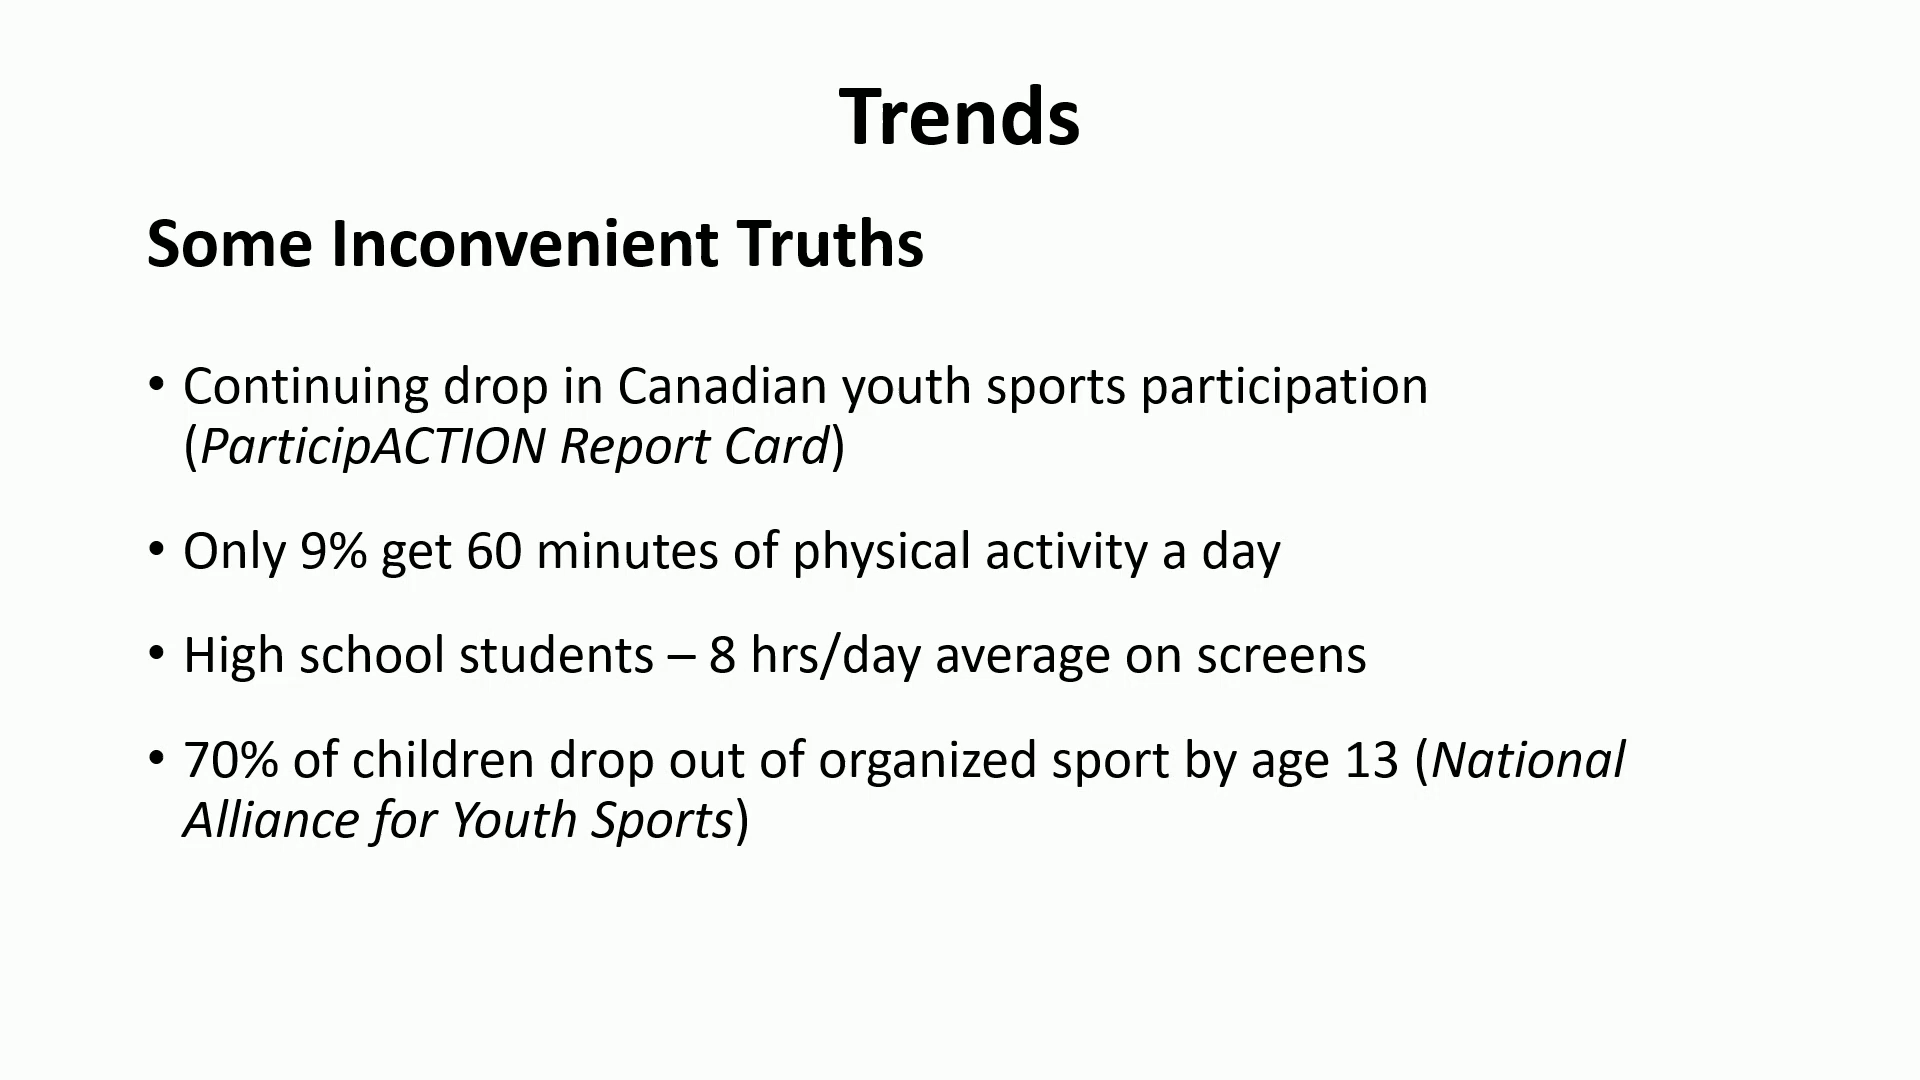 Trends
Some Inconvenient Truths
• Continuing drop in Canadian youth sports participation
(ParticipACTION Report Card)
• Only 9% get 60 minutes of physical activity a day
• High school students – 8 hrs/day average on screens
• 70% of children drop out of organized sport by age 13 (National
Alliance for Youth Sports)